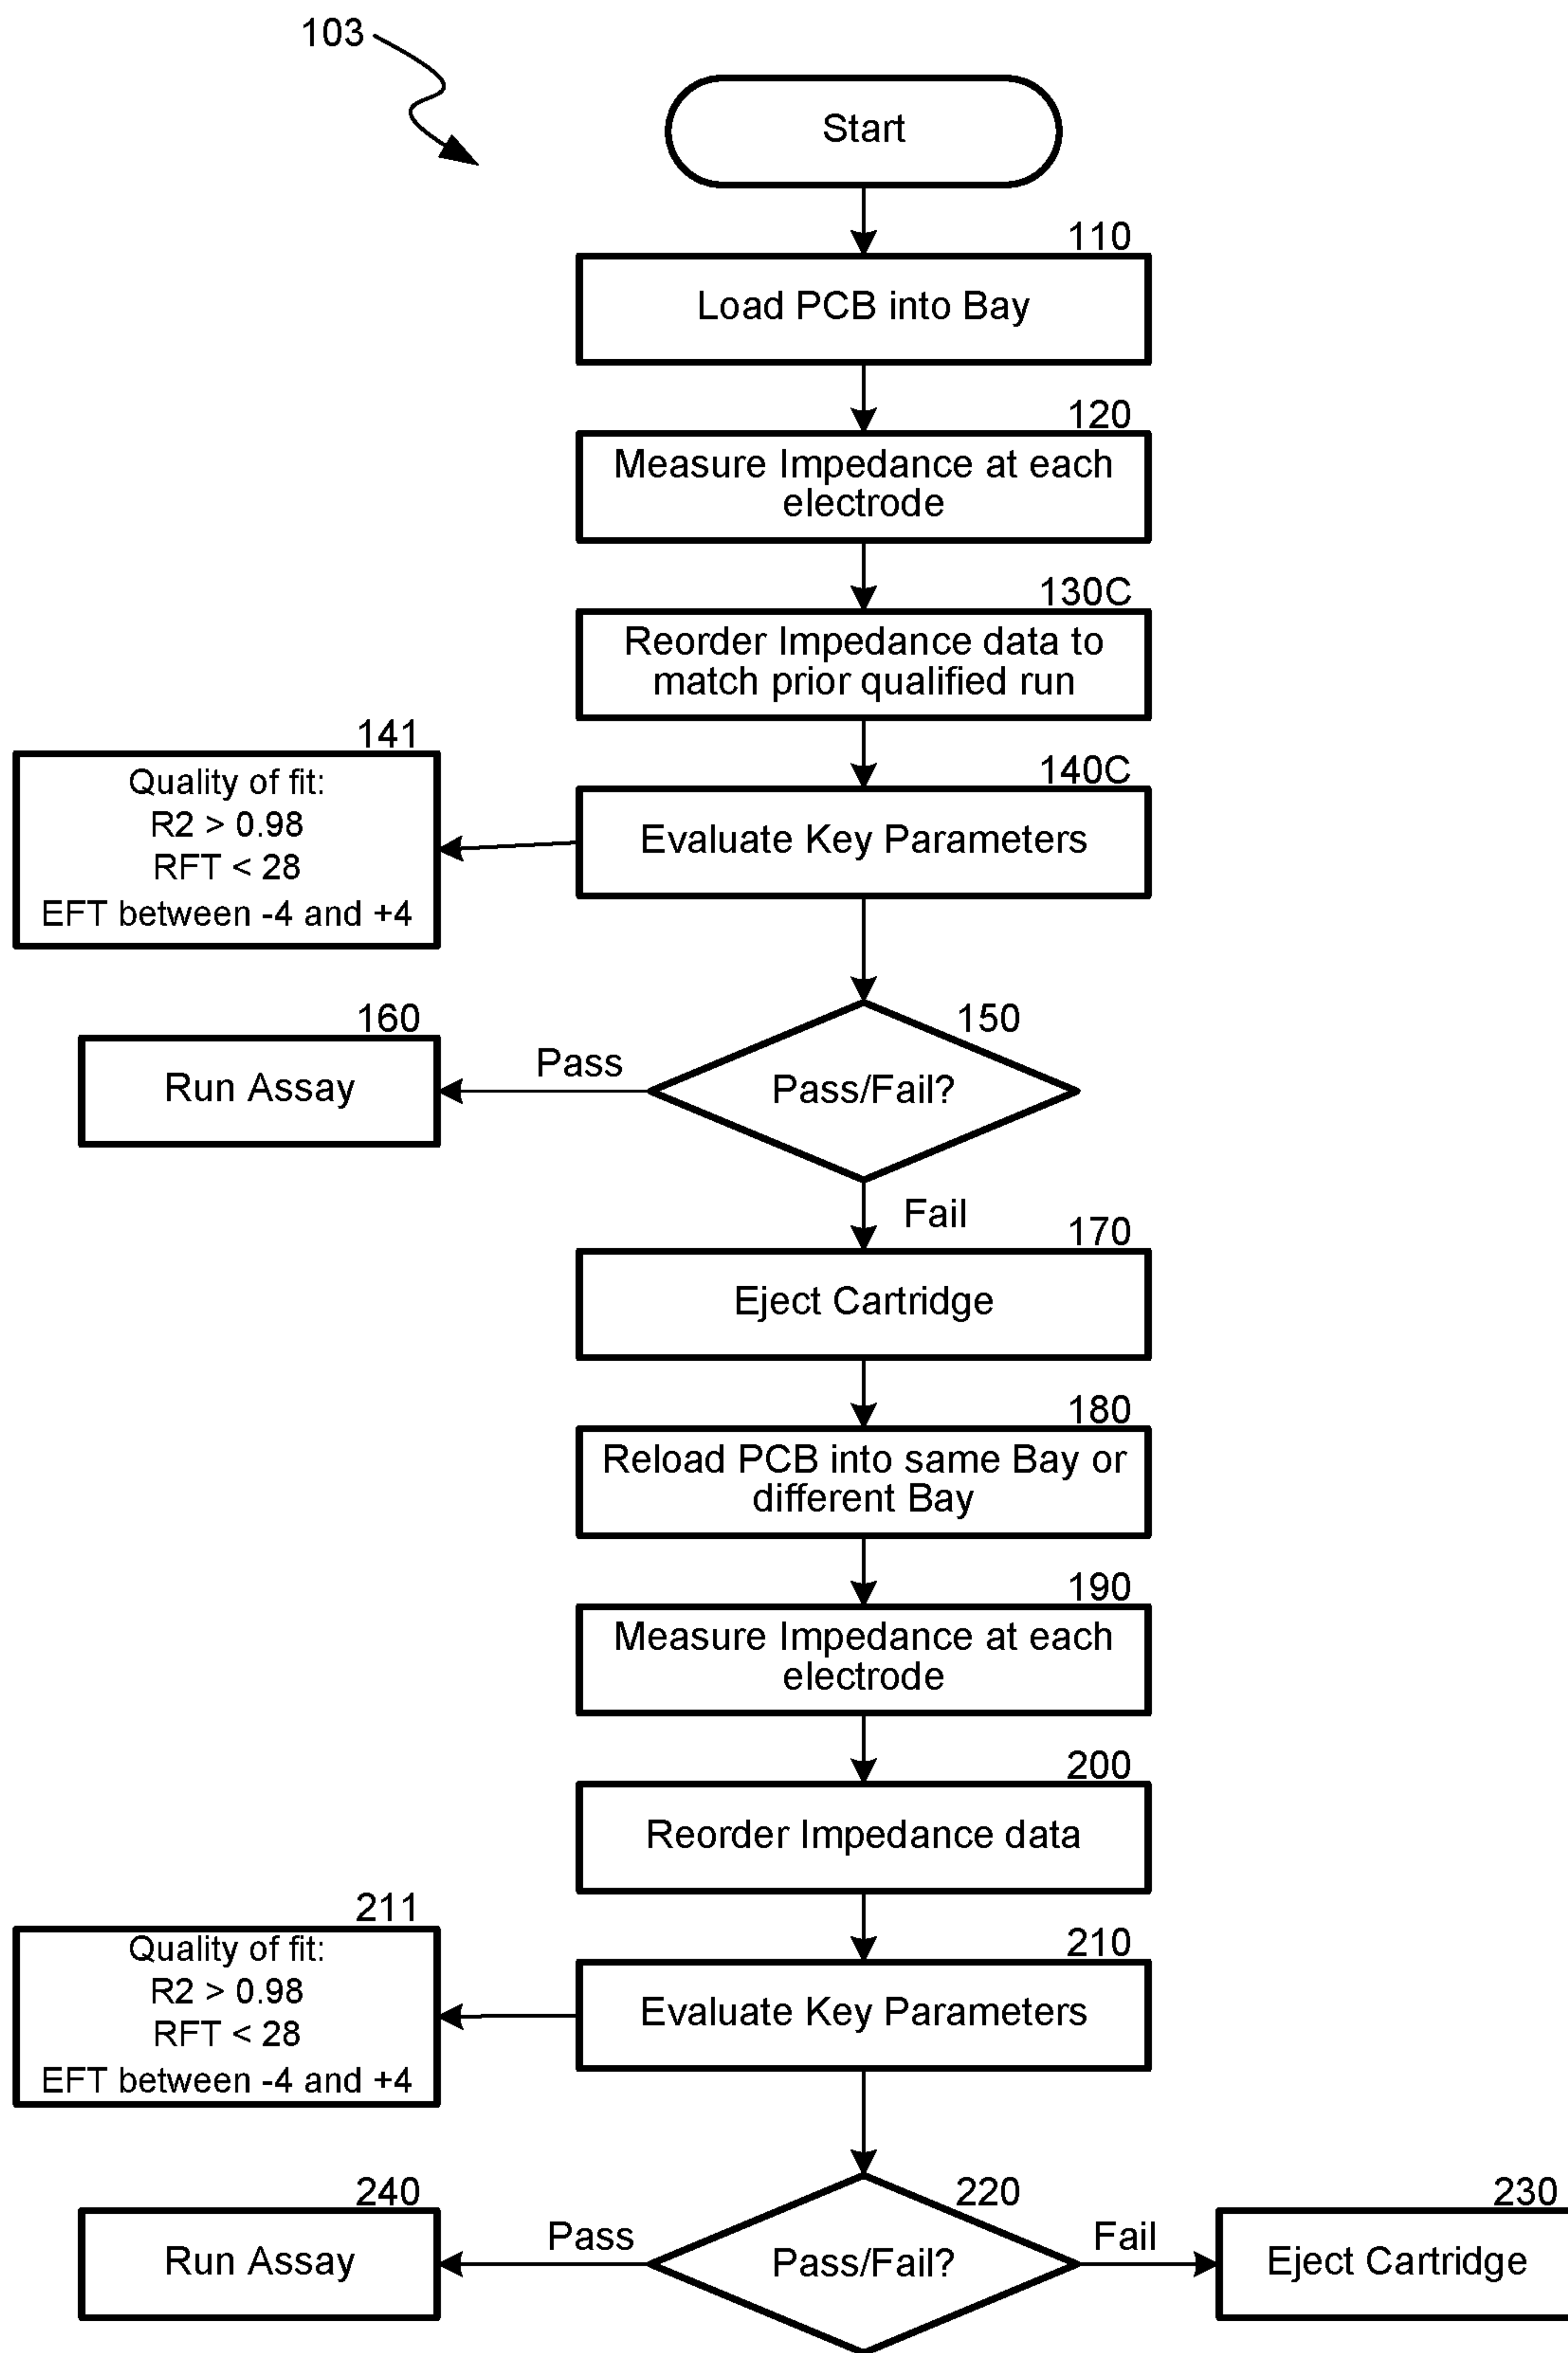 103
Start
110
Load PCB into Bay
120
Measure Impedance at each
electrode
130C
Reorder Impedance data to
match prior qualified run
141
Quality of fit:
R2 > 0.98
RFT < 28
EFT between -4 and +4
140C
Evaluate Key Parameters
160
Run Assay
Pass
150
Pass/Fail?
Fail
170
Eject Cartridge
180
Reload PCB into same Bay or
different Bay
190
Measure Impedance at each
electrode
200
Reorder Impedance data
211
Quality of fit:
R2 > 0.98
RFT < 28
EFT between -4 and +4
210
Evaluate Key Parameters
240
Run Assay
Pass
220
Pass/Fail?
Fail
230
Eject Cartridge